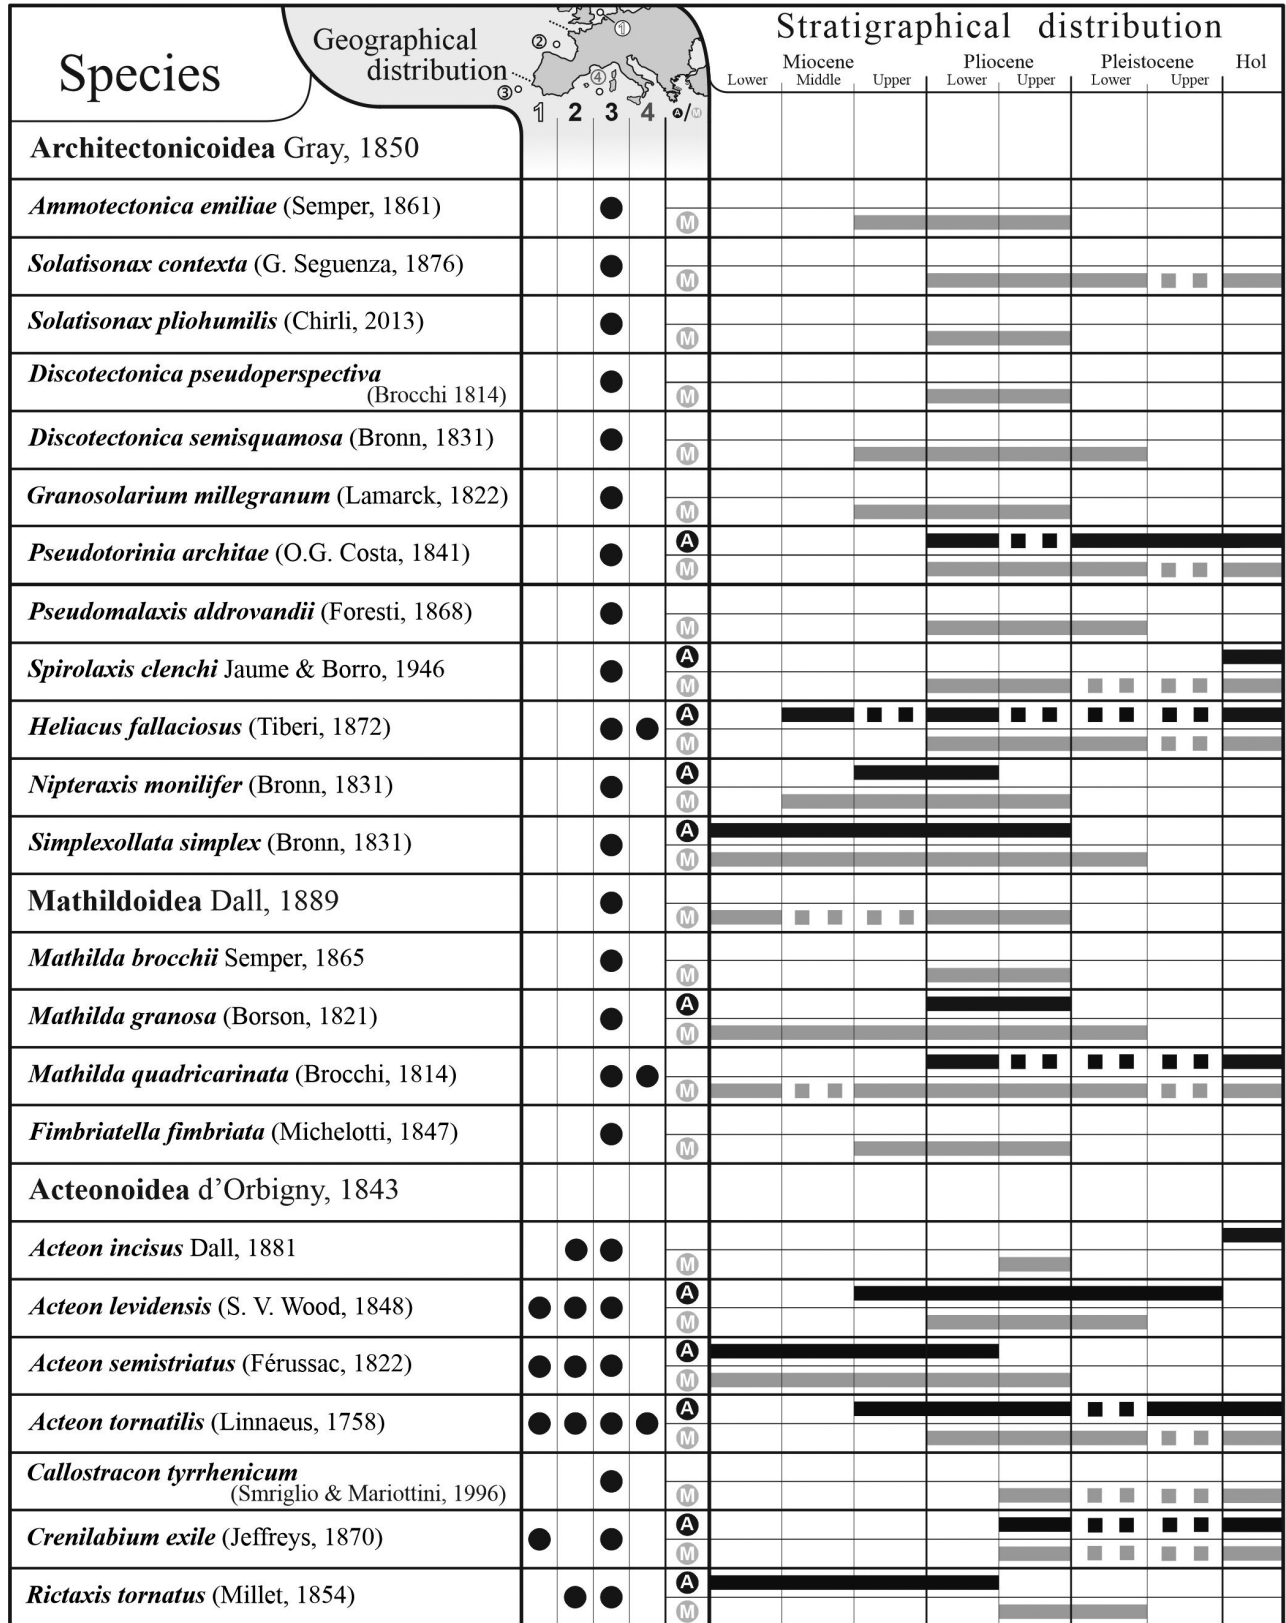 Species
Geographical
distribution
① ② ③ ④
1 2 3 4 A/M
Stratigraphical distribution
Miocene Pliocene Pleistocene Hol
Lower Middle Upper Lower Upper Lower Upper
Architectonicoidea Gray, 1850
Ammotectonica emiliae (Semper, 1861)
M
Solatisonax contexta (G. Seguenza, 1876)
M
Solatisonax pliohumilis (Chirli, 2013)
M
Discotectonica pseudoperspectiva
(Brocchi 1814)
M
Discotectonica semisquamosa (Bronn, 1831)
M
Granosolarium millegranum (Lamarck, 1822)
M
Pseudotorinia architae (O.G. Costa, 1841)
A
M
Pseudomalaxis aldrovandii (Foresti, 1868)
M
Spirolaxis clenchi Jaume & Borro, 1946
A
M
Heliacus fallaciosus (Tiberi, 1872)
A
M
Nipteraxis monilifer (Bronn, 1831)
A
M
Simplexollata simplex (Bronn, 1831)
A
M
Mathildoidea Dall, 1889
M
Mathilda brocchii Semper, 1865
M
Mathilda granosa (Borson, 1821)
A
M
Mathilda quadricarinata (Brocchi, 1814)
M
Fimbriatella fimbriata (Michelotti, 1847)
M
Acteonoidea d’Orbigny, 1843
Acteon incisus Dall, 1881
M
Acteon levidensis (S. V. Wood, 1848)
A
M
Acteon semistriatus (Férussac, 1822)
A
M
Acteon tornatilis (Linnaeus, 1758)
A
M
Callostracon tyrrhenicum
(Smriglio & Mariottini, 1996)
M
Crenilabium exile (Jeffreys, 1870)
A
M
Rictaxis tornatus (Millet, 1854)
A
M